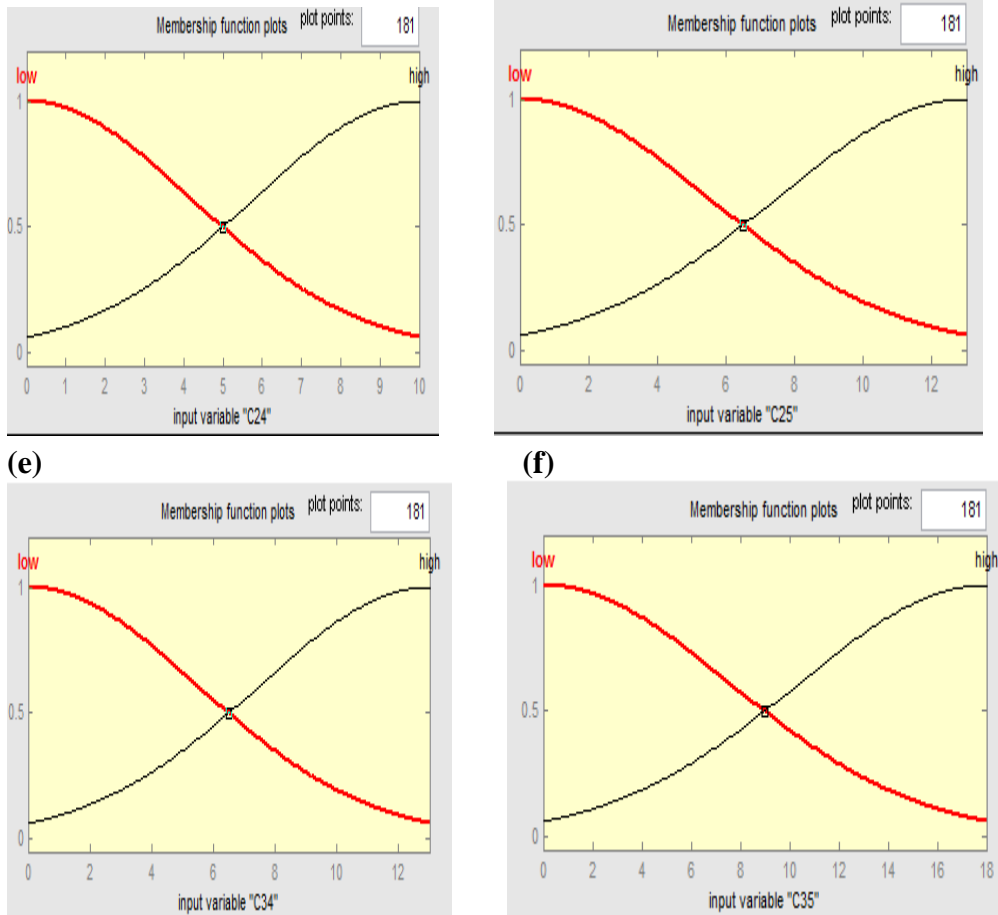 Membership function plots plot points: 181
low high
1
0.5
0
0 1 2 3 4 5 6 7 8 9 10
input variable "C24"
Membership function plots plot points: 181
low high
1
0.5
0
0 2 4 6 8 10 12
input variable "C25"
(e) (f)
Membership function plots plot points: 181
low high
1
0.5
0
0 2 4 6 8 10 12
input variable "C34"
Membership function plots plot points: 181
low high
1
0.5
0
0 2 4 6 8 10 12 14 16 18
input variable "C35"